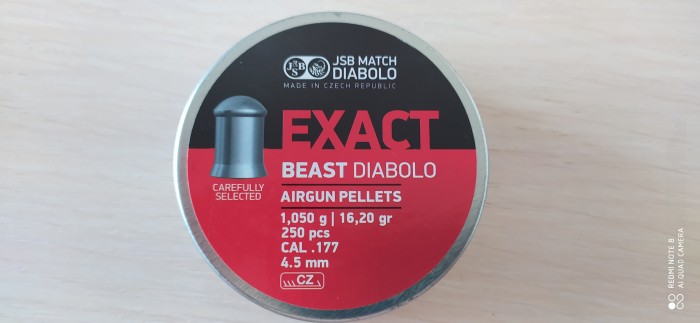 JSB
JSB MATCH
DIABOLO
MADE IN CZECH REPUBLIC
EXACT
BEAST DIABOLO
CAREFULLY
SELECTED
AIRGUN PELLETS
1,050 g | 16,20 gr
250 pcs
CAL .177
4.5 mm
CZ
REDMI NOTE 8
AI QUAD CAMERA